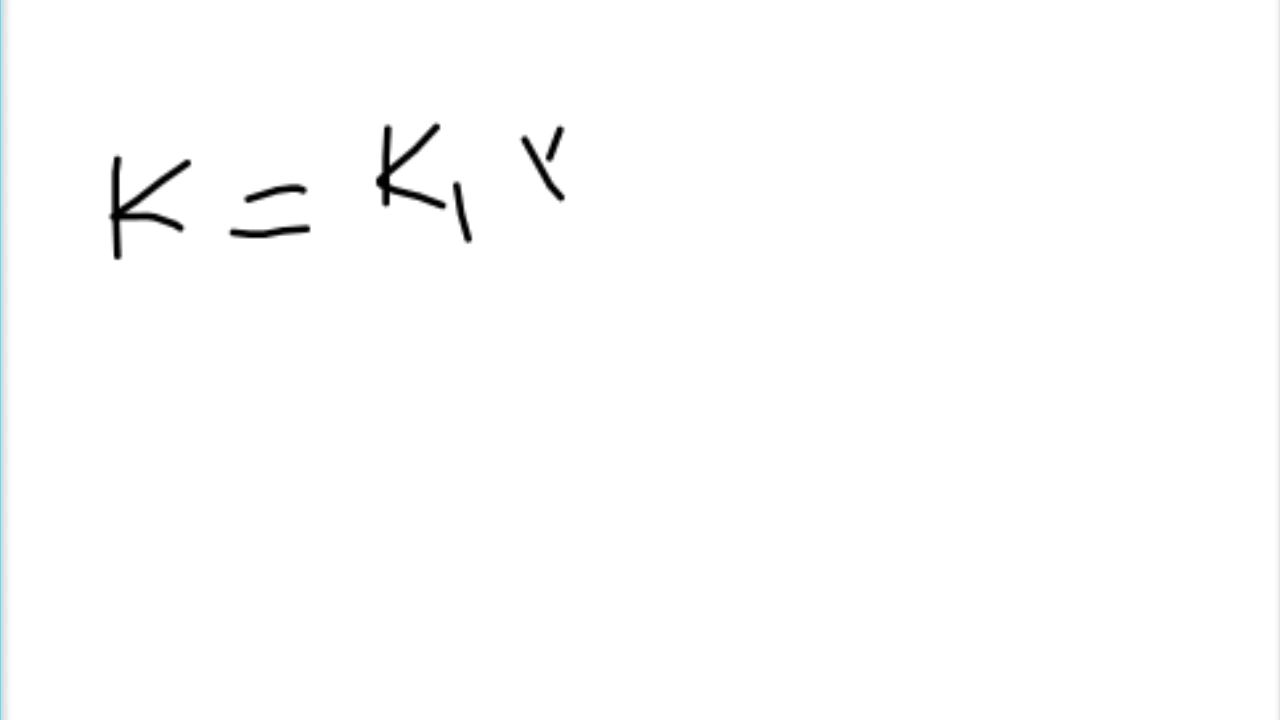 K = K₁ x